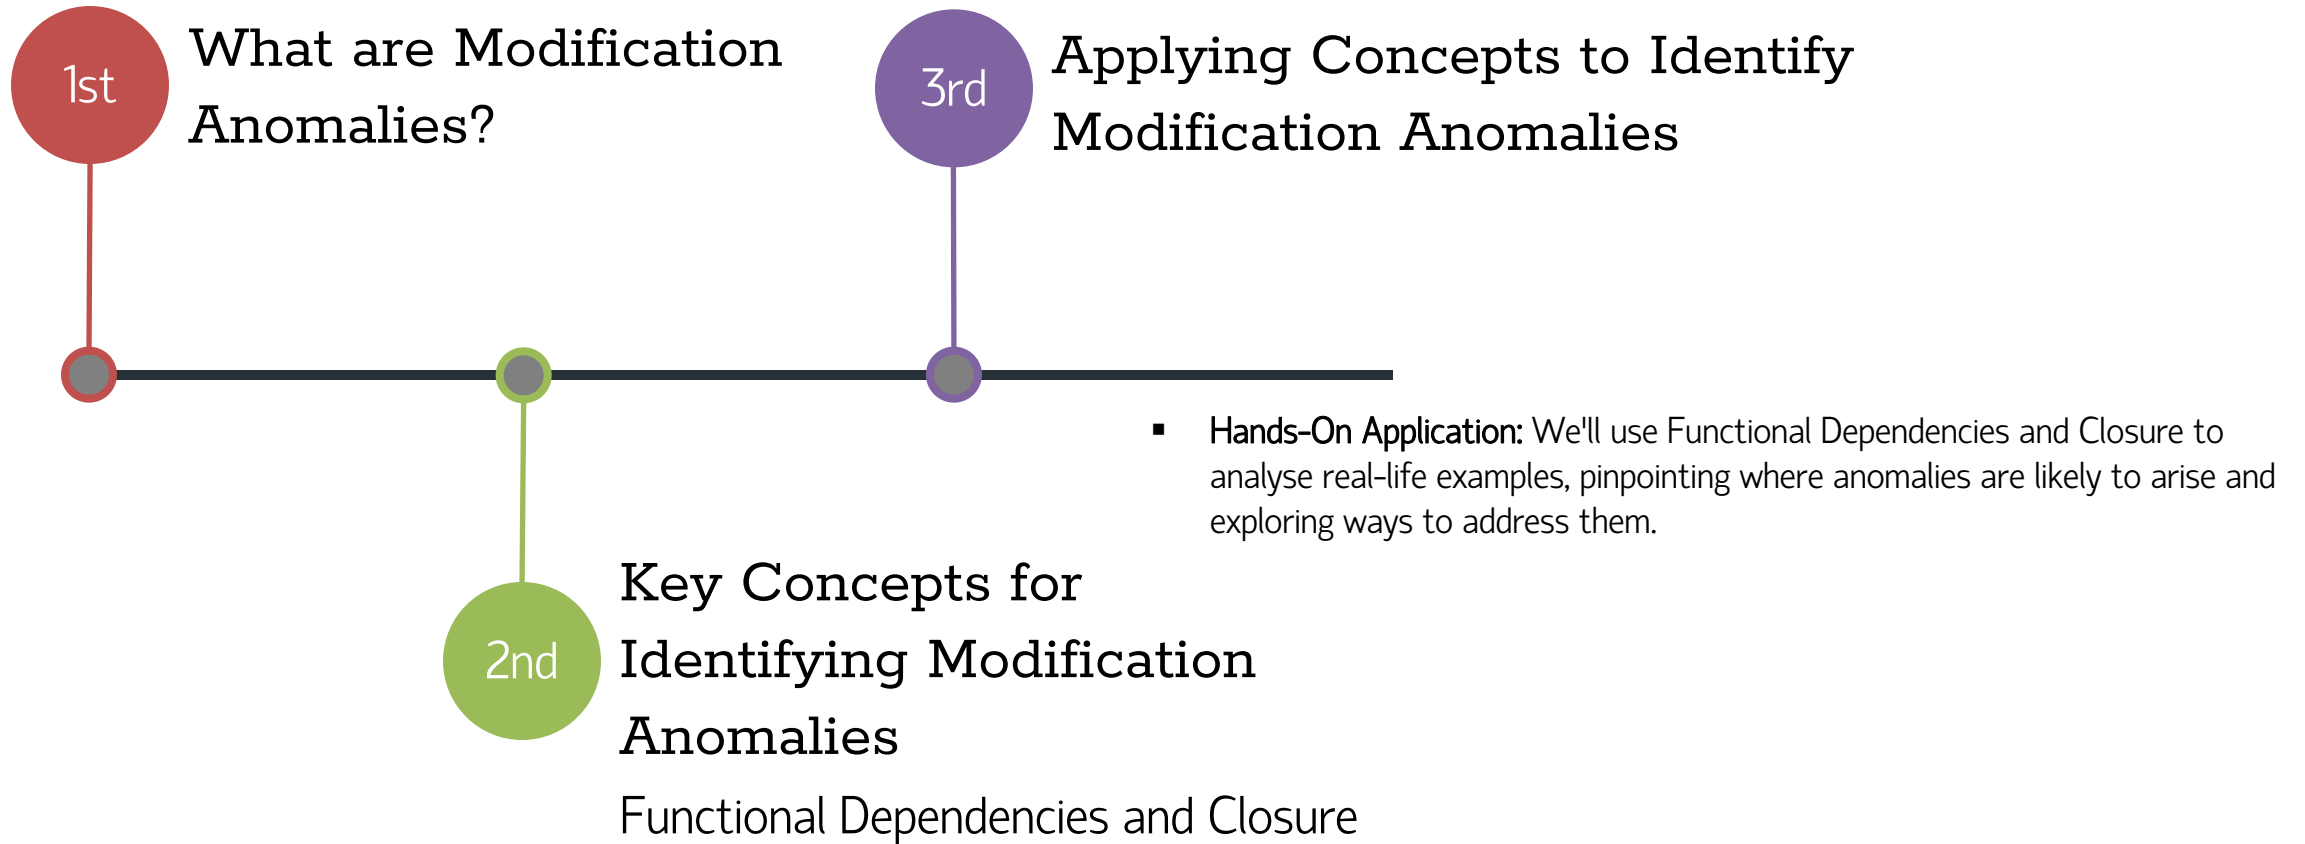 1st
What are Modification
Anomalies?
3rd
Applying Concepts to Identify
Modification Anomalies
▪ Hands-On Application: We'll use Functional Dependencies and Closure to
analyse real-life examples, pinpointing where anomalies are likely to arise and
exploring ways to address them.
2nd
Key Concepts for
Identifying Modification
Anomalies
Functional Dependencies and Closure